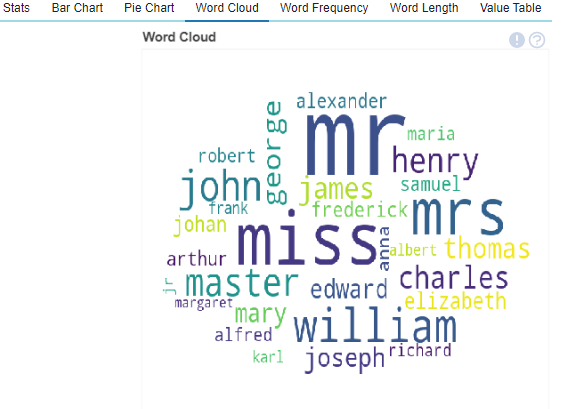 Stats Bar Chart Pie Chart Word Cloud Word Frequency Word Length Value Table
Word Cloud
alexander
mr
george
maria
robert
henry
john
james
samuel
frank
frederick
mrs
johan
miss
anna
albert
thomas
arthur
master
jr
edward
charles
margaret
mary
elizabeth
alfred
william
karl
joseph
richard